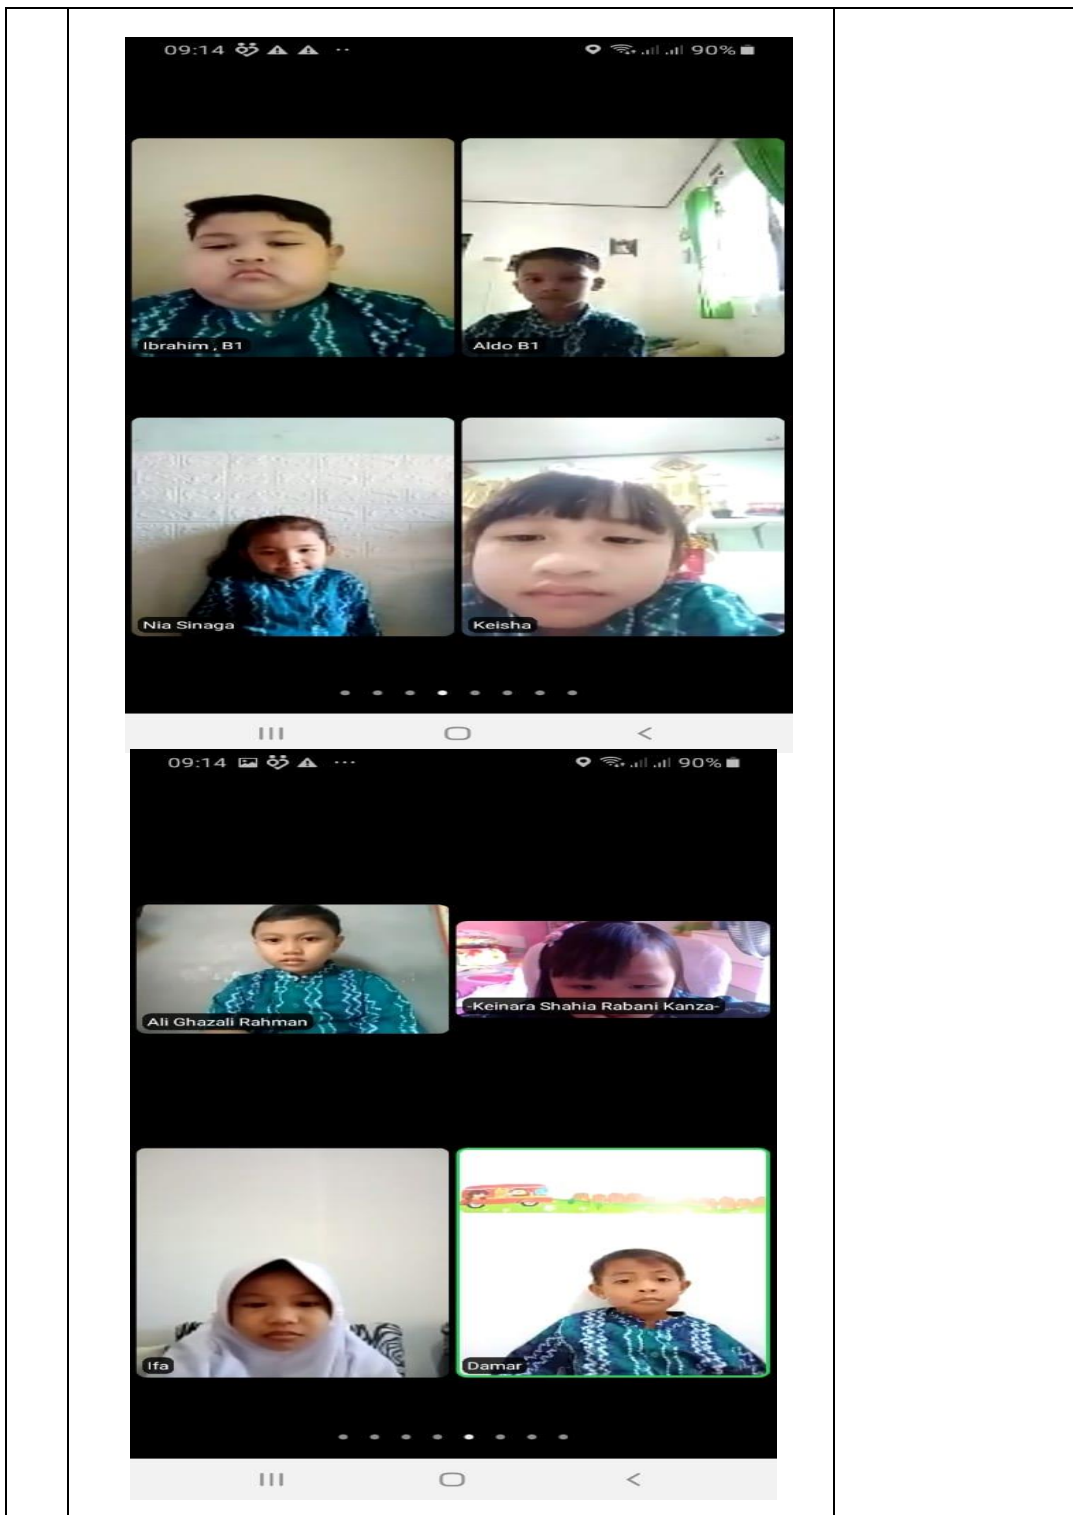 09:14 90%
Ibrahim , B1
Aldo B1
Nia Sinaga
Keisha
09:14 90%
Ali Ghazali Rahman
-Keinara Shahia Rabani Kanza-
Ifa
Damar